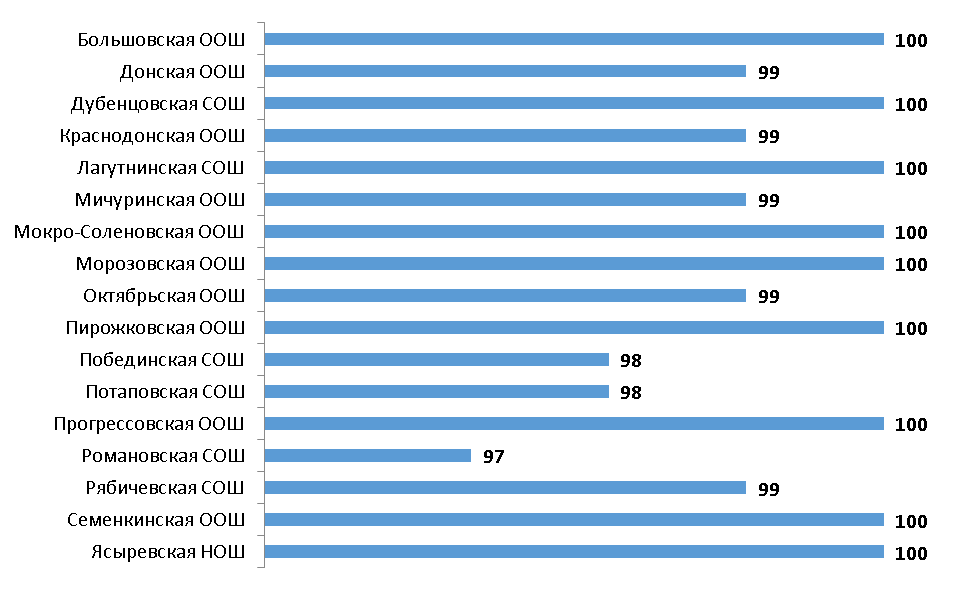 Большовская ООШ 100
Донская ООШ 99
Дубенцовская СОШ 100
Краснодонская ООШ 99
Лагутнинская СОШ 100
Мичуринская ООШ 99
Мокро-Соленовская ООШ 100
Морозовская ООШ 100
Октябрьская ООШ 99
Пирожковская ООШ 100
Побединская СОШ 98
Потаповская СОШ 98
Прогрессовская ООШ 100
Романовская СОШ 97
Рябичевская СОШ 99
Семенкинская ООШ 100
Ясыревская НОШ 100